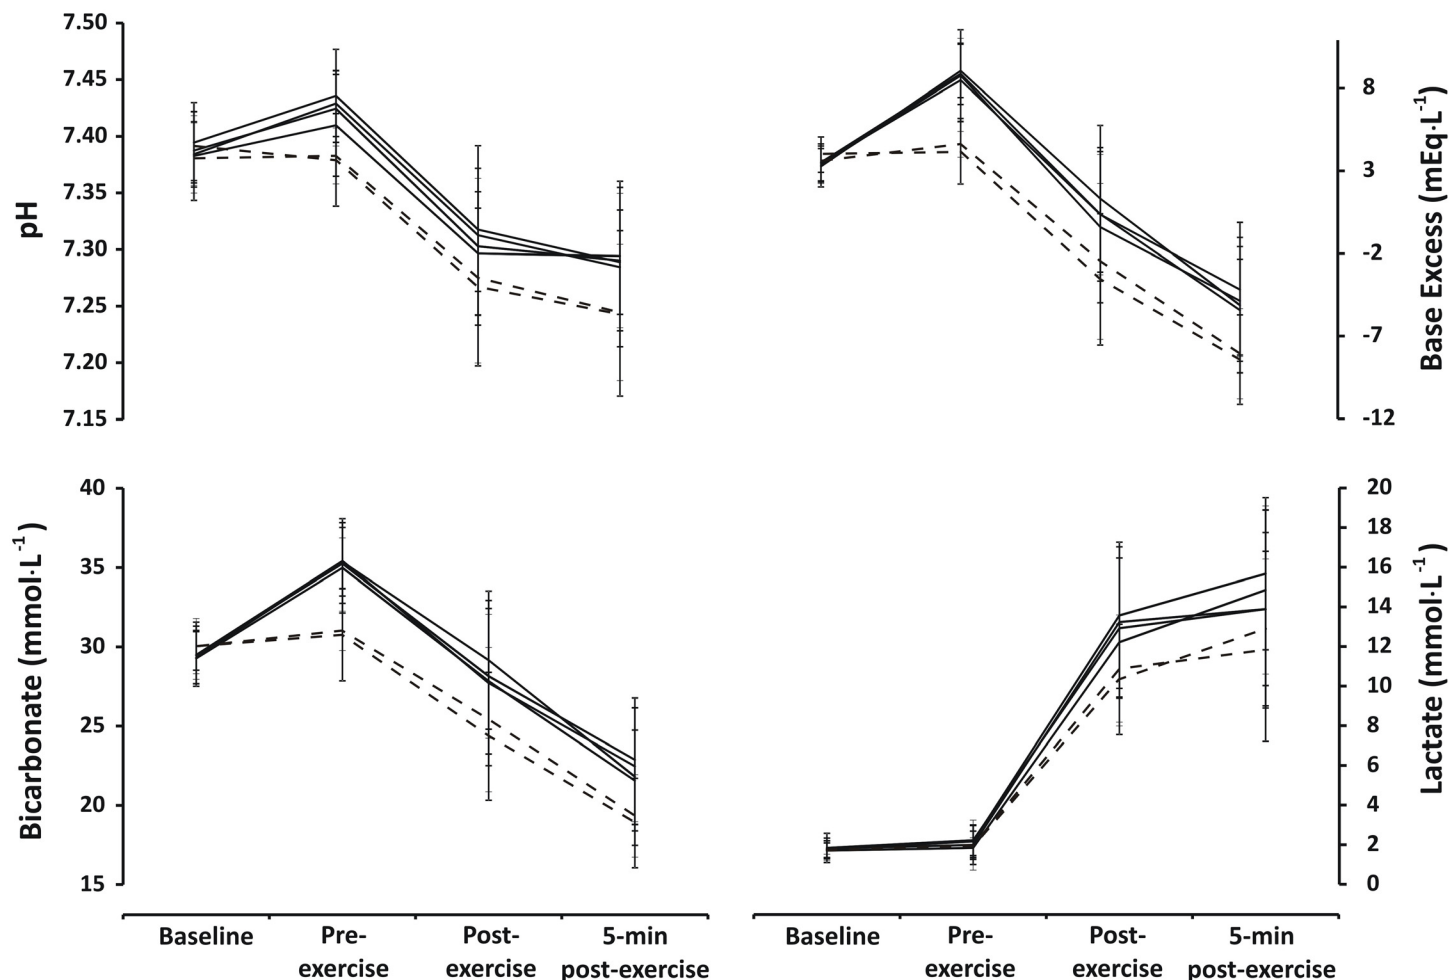 7.50
7.45
7.40
7.35
7.30
7.25
7.20
7.15
pH
8
3
-2
-7
-12
Base Excess (mEq·L-1)
40
35
30
25
20
15
Bicarbonate (mmol·L-1)
20
18
16
14
12
10
8
6
4
2
0
Lactate (mmol·L-1)
Baseline
Pre-
exercise
Post-
exercise
5-min
post-exercise
Baseline
Pre-
exercise
Post-
exercise
5-min
post-exercise